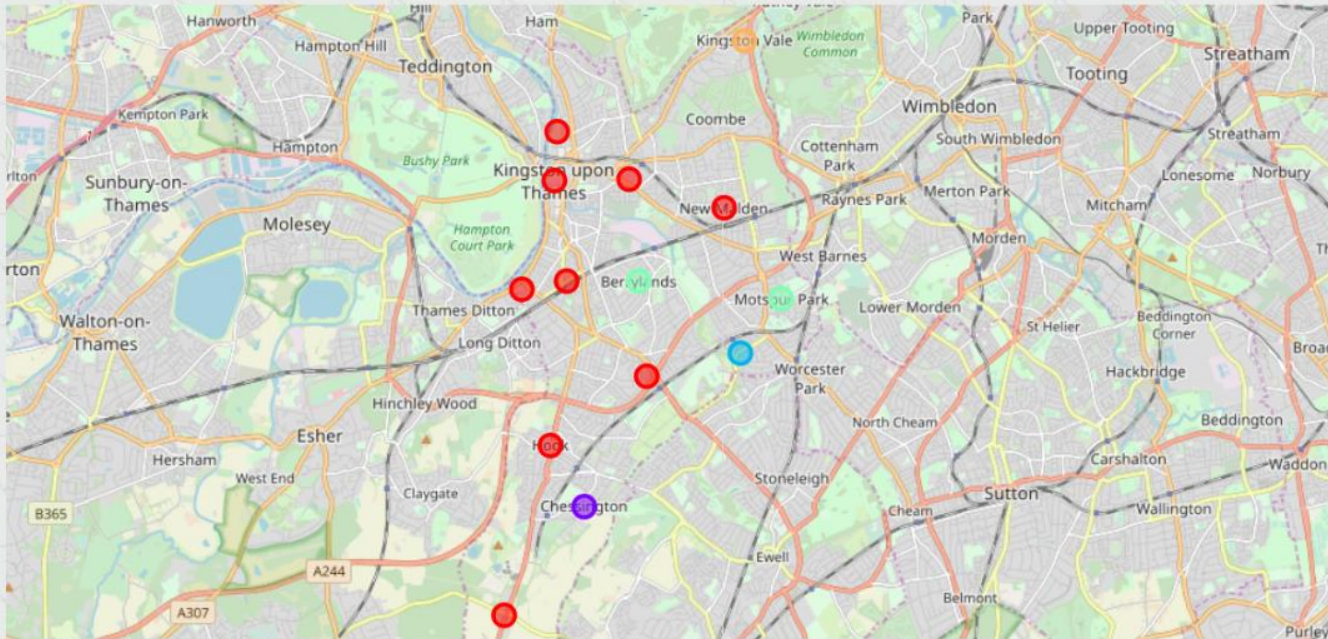 Hanworth
Hill
Ham
Park
Upper Tooting
Hampton Hill
Kingston Vale
Wimbledon
Common
Streatham
Teddington
Tooting
Kempton Park
Coombe
Wimbledon
Hampton
South Wimbledon
Streatham
Bushy Park
Cottenham
Park
Sunbury-on-
Thames
Kingston upon
Thames
Merton Park
Lonesome
Norbury
Molesey
New Malden
Raynes Park
Mitcham
Hampton
Court Park
Morden
West Barnes
Berrylands
Motspur Park
Thames Ditton
Lower Morden
Beddington
Corner
Walton-on-
Thames
St Helier
Long Ditton
Worcester
Park
Hackbridge
Hinchley Wood
North Cheam
Beddington
Esher
Hook
Hersham
Carshalton
Waddon
West End
Claygate
Stoneleigh
Sutton
Chessington
Cheam
Wallington
B365
Ewell
A244
Belmont
A307